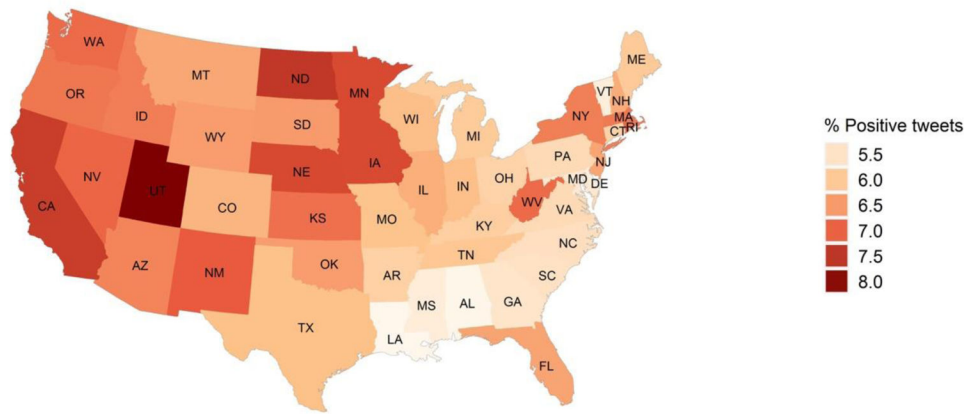 WA
MT
ND
MN
ME
OR
ID
WY
SD
WI
MI
VT
NH
NY
MA
RI
CT
NV
UT
CO
NE
IA
IL
IN
OH
PA
NJ
MD
DE
CA
KS
MO
WV
VA
KY
AZ
NM
OK
AR
TN
NC
SC
TX
LA
MS
AL
GA
FL
% Positive tweets
5.5
6.0
6.5
7.0
7.5
8.0